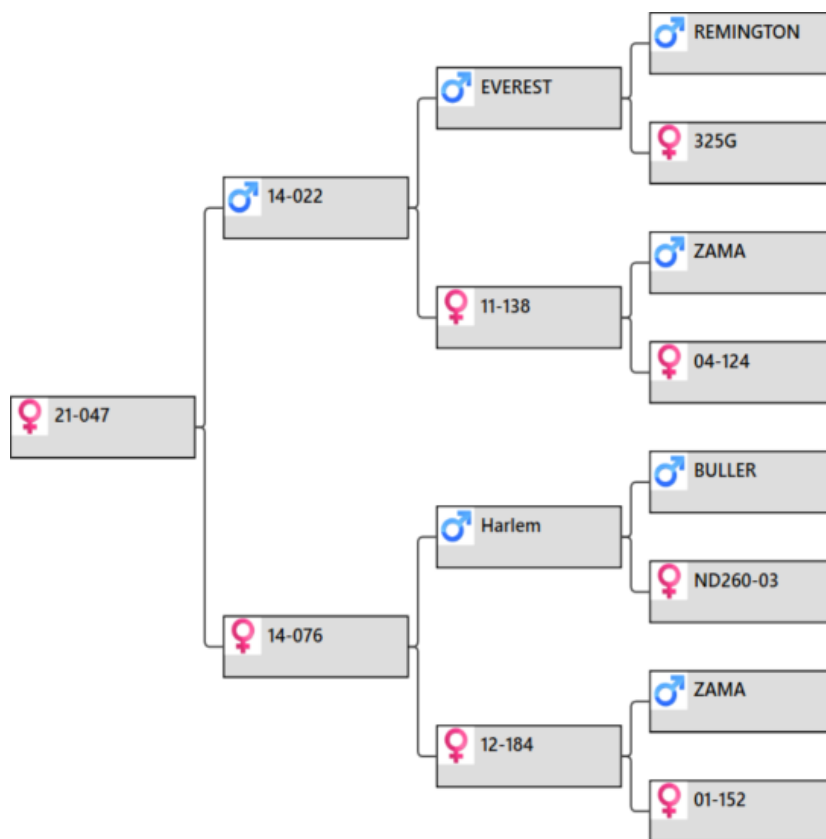 REMINGTON
EVEREST
325G
14-022
ZAMA
11-138
04-124
21-047
BULLER
Harlem
ND260-03
14-076
ZAMA
12-184
01-152